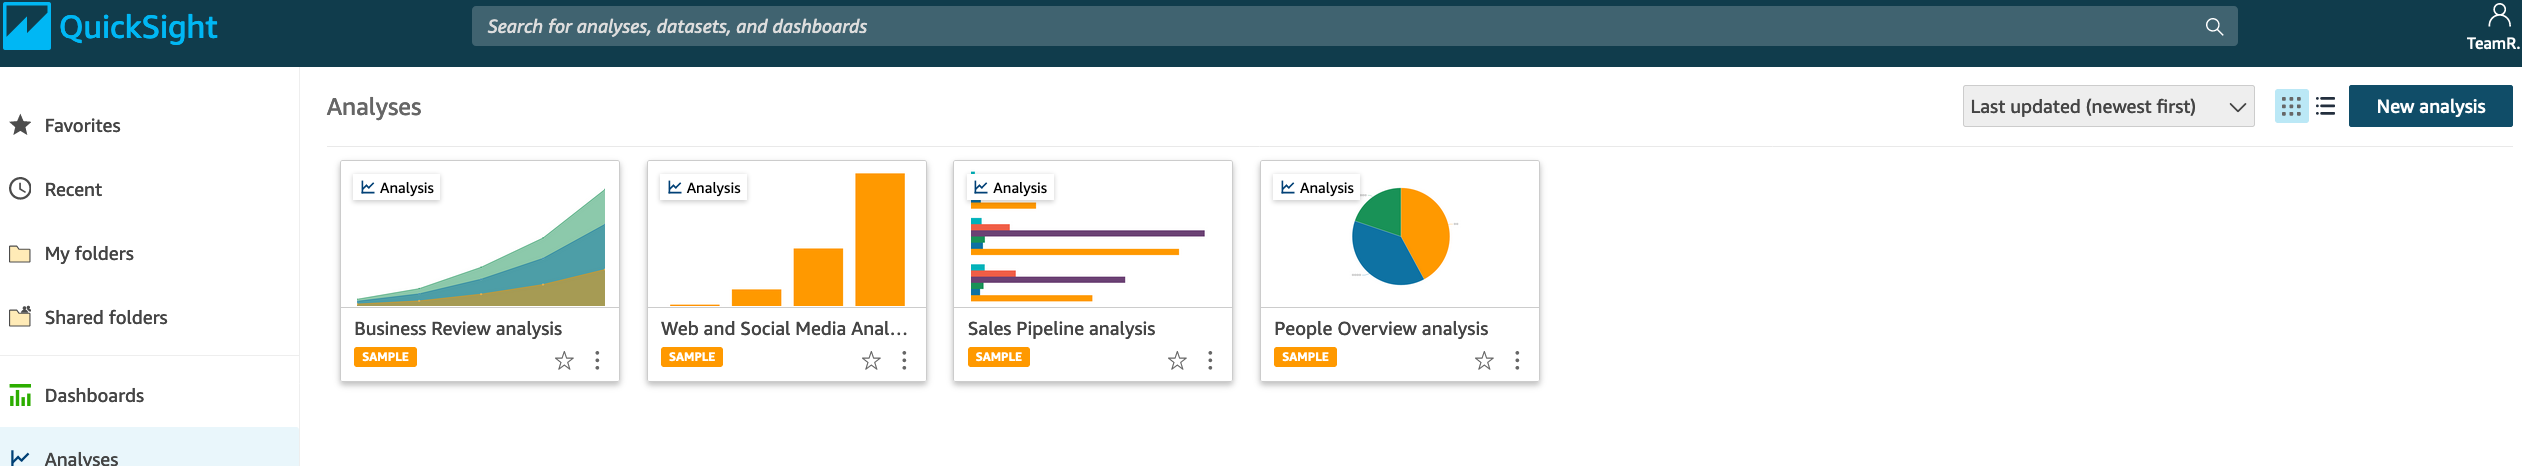 QuickSight
Search for analyses, datasets, and dashboards
TeamR.
Favorites
Recent
My folders
Shared folders
Dashboards
Analyses
Analyses
Last updated (newest first)
New analysis
Analysis
Business Review analysis
SAMPLE
Analysis
Web and Social Media Anal...
SAMPLE
Analysis
Sales Pipeline analysis
SAMPLE
Analysis
People Overview analysis
SAMPLE